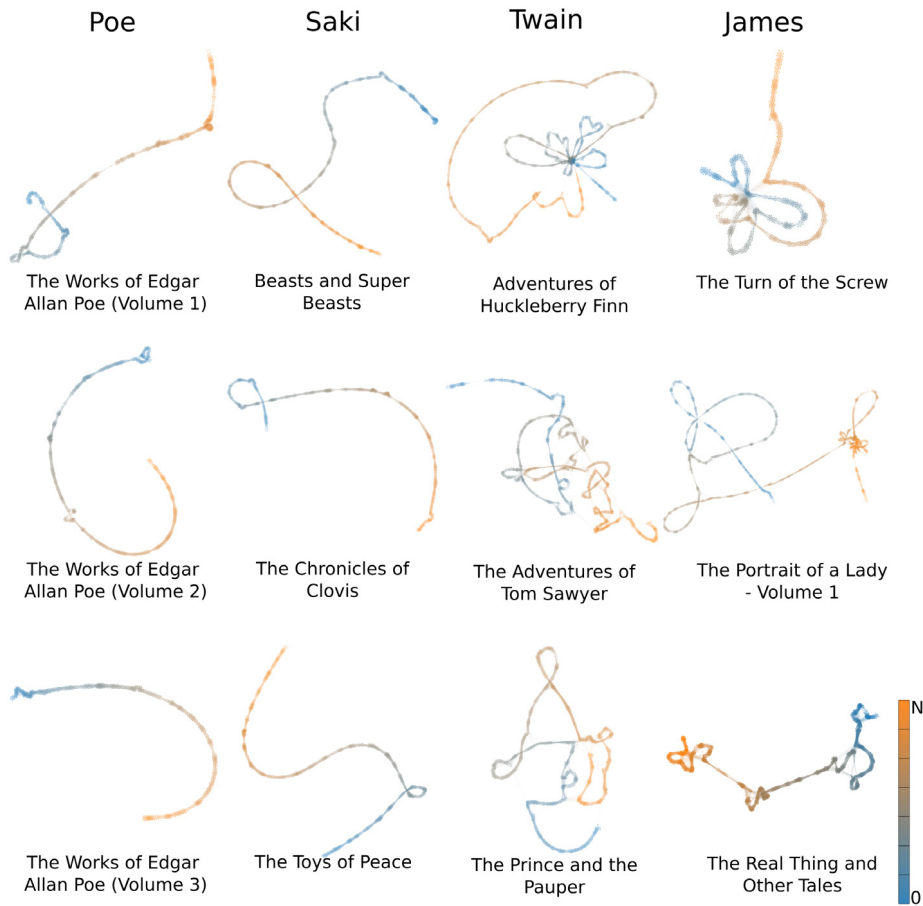 Poe
Saki
Twain
James
The Works of Edgar
Allan Poe (Volume 1)
Beasts and Super
Beasts
Adventures of
Huckleberry Finn
The Turn of the Screw
The Works of Edgar
Allan Poe (Volume 2)
The Chronicles of
Clovis
The Adventures of
Tom Sawyer
The Portrait of a Lady
- Volume 1
The Works of Edgar
Allan Poe (Volume 3)
The Toys of Peace
The Prince and the
Pauper
The Real Thing and
Other Tales
N
0